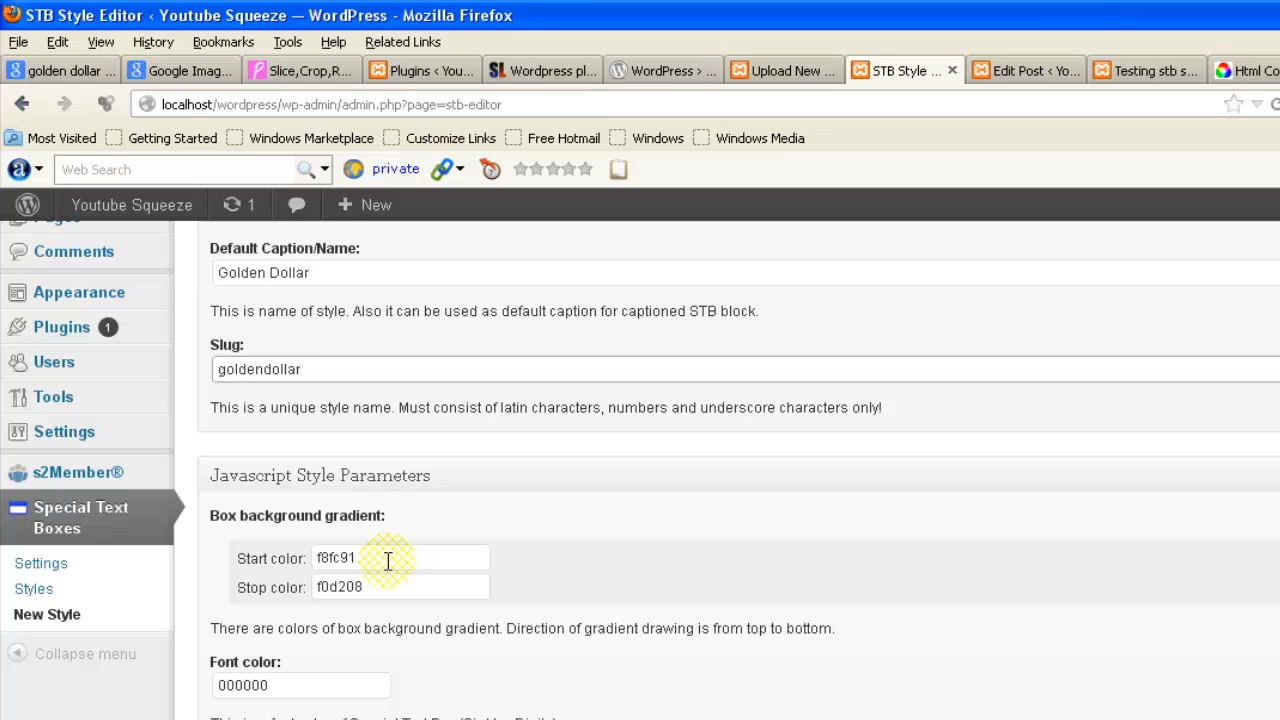 STB Style Editor ‹ Youtube Squeeze — WordPress - Mozilla Firefox
File Edit View History Bookmarks Tools Help Related Links
golden dollar ... Google Imag... Slice,Crop,R... Plugins ‹ You... Wordpress pl... WordPress › ... Upload New ... STB Style ... Edit Post ‹ Yo... Testing stb s... Html Co
localhost/wordpress/wp-admin/admin.php?page=stb-editor
Most Visited Getting Started Windows Marketplace Customize Links Free Hotmail Windows Windows Media
a Web Search private
Youtube Squeeze 1 + New
Comments
Appearance
Plugins 1
Users
Tools
Settings
s2Member®
Special Text
Boxes
Settings
Styles
New Style
Collapse menu
Default Caption/Name:
Golden Dollar
This is name of style. Also it can be used as default caption for captioned STB block.
Slug:
goldendollar
This is a unique style name. Must consist of latin characters, numbers and underscore characters only!
Javascript Style Parameters
Box background gradient:
Start color: f8fc91
Stop color: f0d208
There are colors of box background gradient. Direction of gradient drawing is from top to bottom.
Font color:
000000